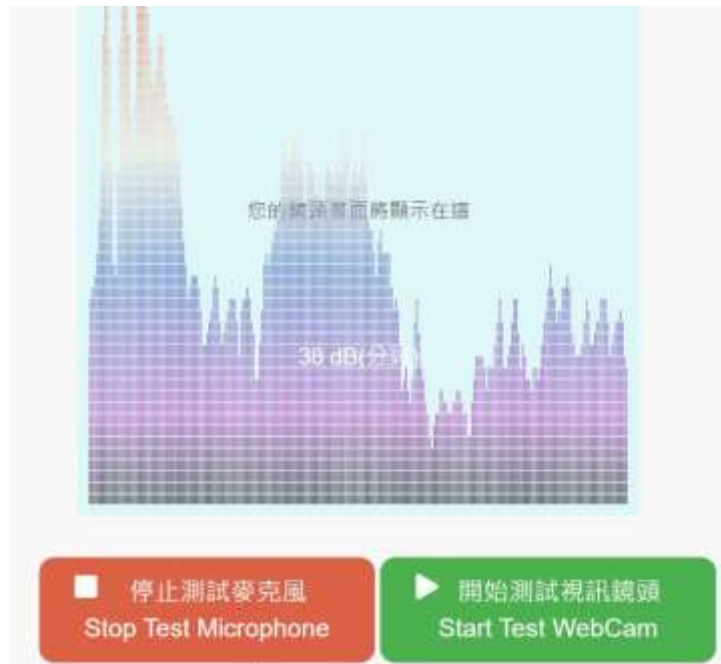 您的鏡頭畫面將顯示在這
38 dB(分貝)
停止測試麥克風
Stop Test Microphone
開始測試視訊鏡頭
Start Test WebCam